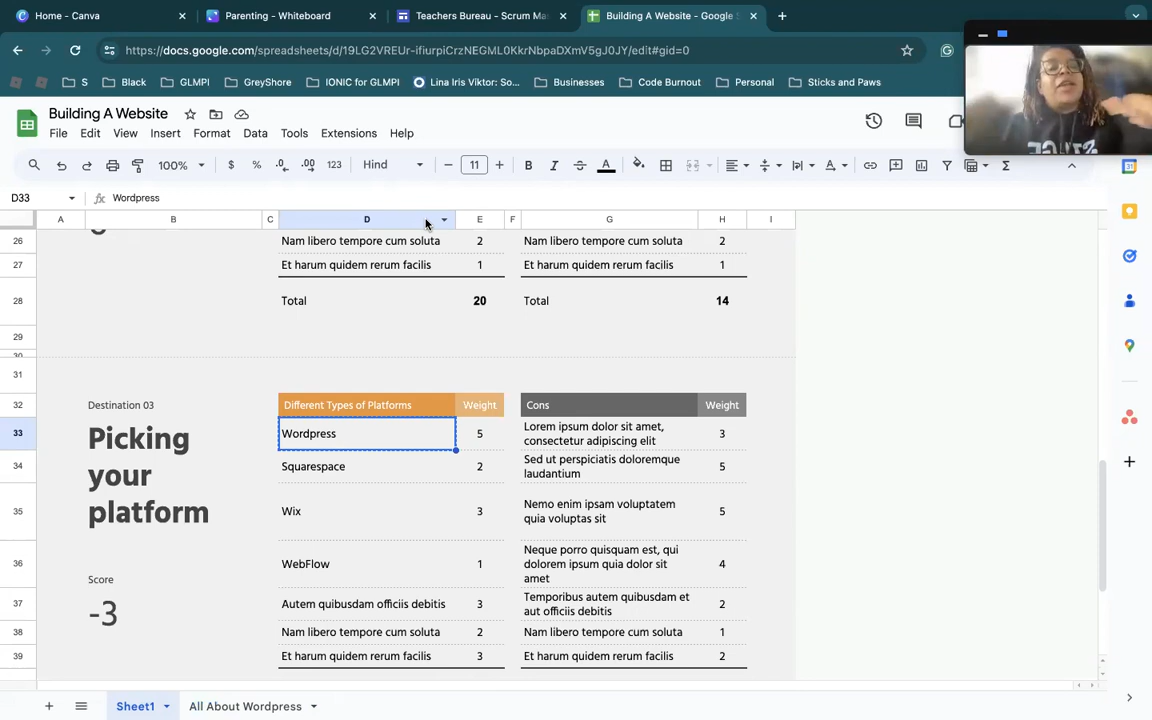 Home - Canva
Parenting - Whiteboard
Teachers Bureau - Scrum Mas
Building A Website - Google S
https://docs.google.com/spreadsheets/d/19LG2VREUr-ifiurpiCrzNEGML0KkrNbpaDXmV5gJ0JY/edit#gid=0
S
Black
GLMPI
GreyShore
IONIC for GLMPI
Lina Iris Viktor: So...
Businesses
Code Burnout
Personal
Sticks and Paws
Building A Website
File Edit View Insert Format Data Tools Extensions Help
100% $ % .0 .00 123 Hind 11 B I A
D33 fx Wordpress
A B C D E F G H I
26 Nam libero tempore cum soluta 2 Nam libero tempore cum soluta 2
27 Et harum quidem rerum facilis 1 Et harum quidem rerum facilis 1
28 Total 20 Total 14
29
30
31
32 Destination 03 Different Types of Platforms Weight Cons Weight
33 Wordpress 5 Lorem ipsum dolor sit amet, 3
consectetur adipiscing elit
Picking
your
platform
34 Squarespace 2 Sed ut perspiciatis doloremque 5
laudantium
35 Wix 3 Nemo enim ipsam voluptatem 5
quia voluptas sit
36 WebFlow 1 Neque porro quisquam est, qui 4
dolorem ipsum quia dolor sit
amet
Score
-3
37 Autem quibusdam officiis debitis 3 Temporibus autem quibusdam et 2
aut officiis debitis
38 Nam libero tempore cum soluta 2 Nam libero tempore cum soluta 1
39 Et harum quidem rerum facilis 3 Et harum quidem rerum facilis 2
Sheet1
All About Wordpress